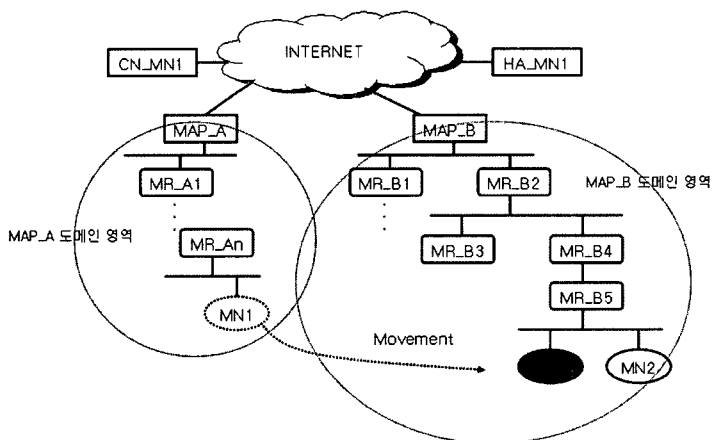 INTERNET
CN_MN1
HA_MN1
MAP_A
MAP_B
MR_A1
MR_B1
MR_B2
MAP_B 도메인 영역
MAP_A 도메인 영역
MR_An
MR_B3
MR_B4
MR_B5
MN1
Movement
MN2